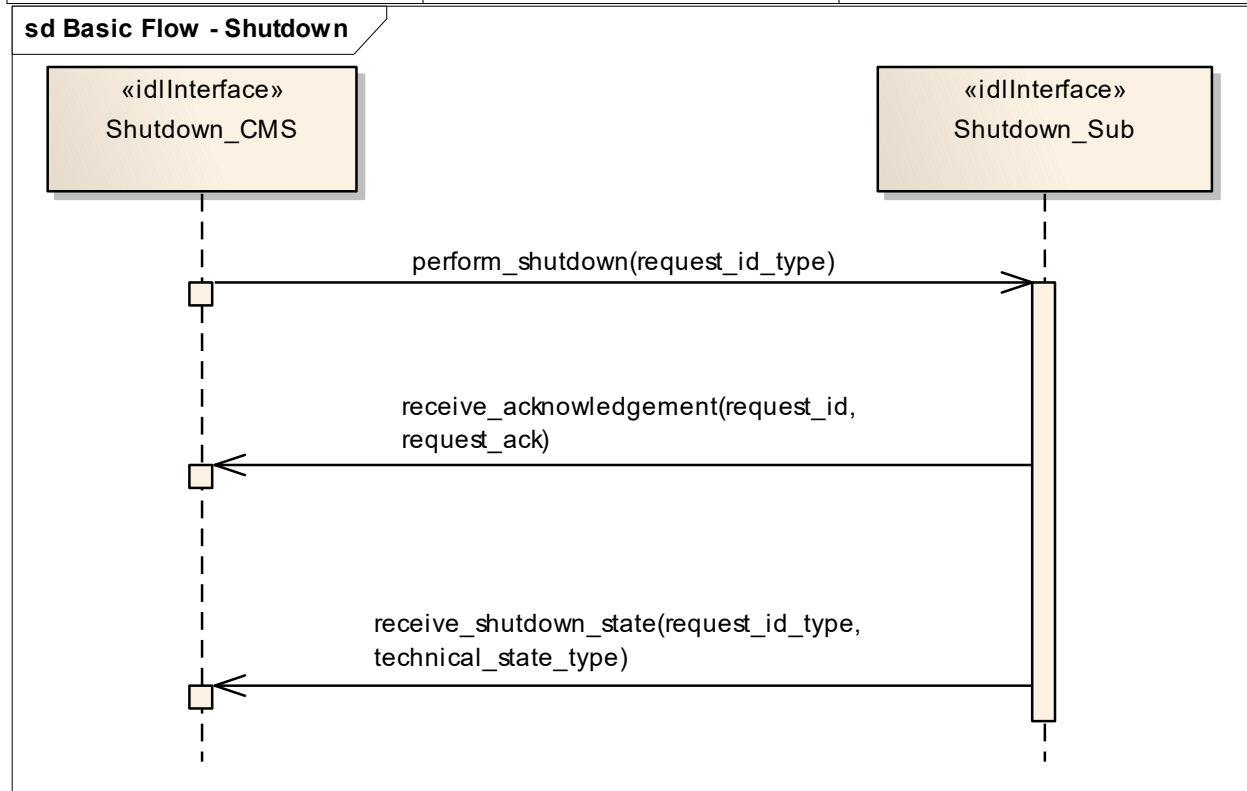 sd Basic Flow - Shutdown
«idlInterface»
Shutdown_CMS
«idlInterface»
Shutdown_Sub
perform_shutdown(request_id_type)
receive_acknowledgement(request_id,
request_ack)
receive_shutdown_state(request_id_type,
technical_state_type)